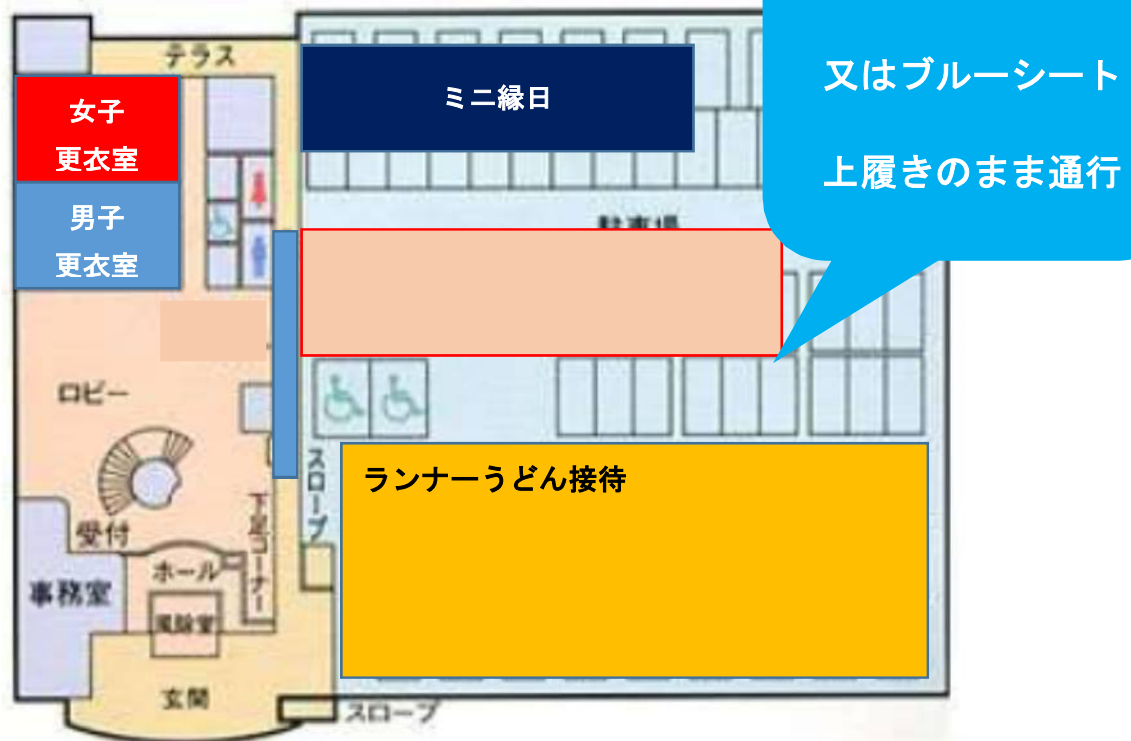 テラス
女子
更衣室
男子
更衣室
ミニ縁日
又はブルーシート
上履きのまま通行
駐車場
ロビー
スロープ
ランナーうどん接待
下足コーナー
受付
ホール
事務室
風除室
玄関
スロープ